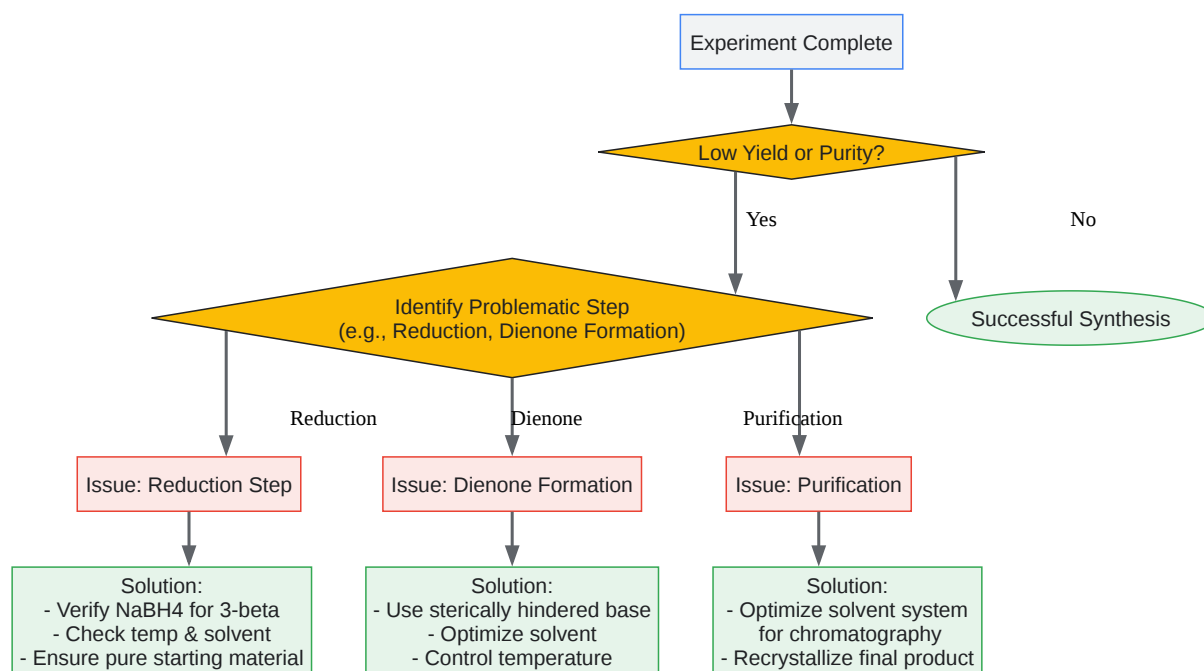 Experiment Complete
Low Yield or Purity?
Yes
No
Identify Problematic Step
(e.g., Reduction, Dienone Formation)
Successful Synthesis
Reduction
Dienone
Purification
Issue: Reduction Step
Issue: Dienone Formation
Issue: Purification
Solution:
- Verify NaBH4 for 3-beta
- Check temp & solvent
- Ensure pure starting material
Solution:
- Use sterically hindered base
- Optimize solvent
- Control temperature
Solution:
- Optimize solvent system
for chromatography
- Recrystallize final product